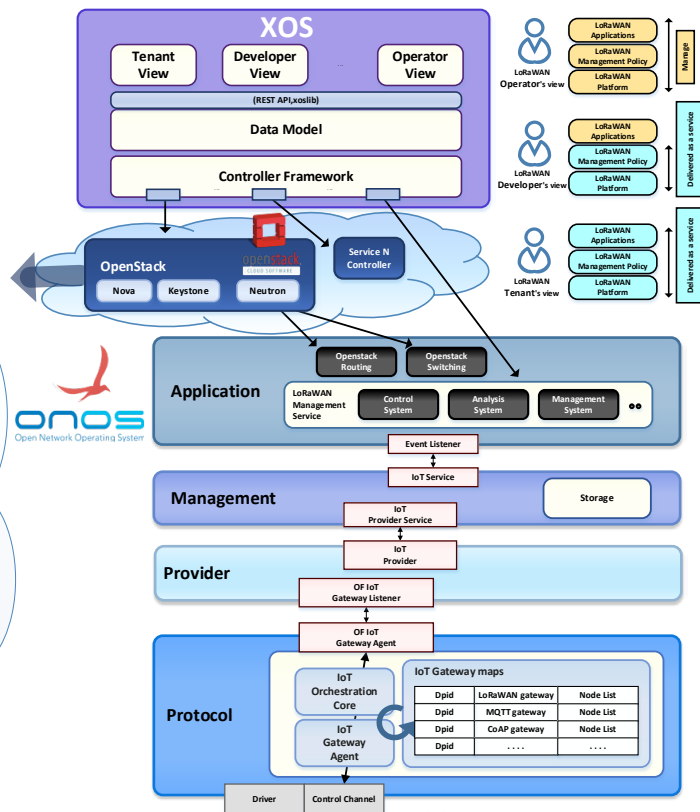 XOS
Tenant
View
Developer
View
...
Operator
View
(REST API,xoslib)
Data Model
Controller Framework
...
...
LoRaWAN
Operator's view
LoRaWAN
Applications
LoRaWAN
Management Policy
LoRaWAN
Platform
Manage
LoRaWAN
Developer's view
LoRaWAN
Applications
LoRaWAN
Management Policy
LoRaWAN
Platform
Delivered as a service
LoRaWAN
Tenant's view
LoRaWAN
Applications
LoRaWAN
Management Policy
LoRaWAN
Platform
Delivered as a service
OpenStack
openstack
CLOUD SOFTWARE
Nova
Keystone
Neutron
Service N
Controller
onos
Open Network Operating System
Application
Openstack
Routing
Openstack
Switching
LoRaWAN
Management
Service
Control
System
Analysis
System
Management
System
Event Listener
IoT Service
Management
Storage
IoT
Provider Service
IoT
Provider
Provider
OF IoT
Gateway Listener
OF IoT
Gateway Agent
Protocol
IoT
Orchestration
Core
IoT
Gateway
Agent
IoT Gateway maps
Dpid LoRaWAN gateway Node List
Dpid MQTT gateway Node List
Dpid CoAP gateway Node List
Dpid . . . . . . . .
Driver
Control Channel